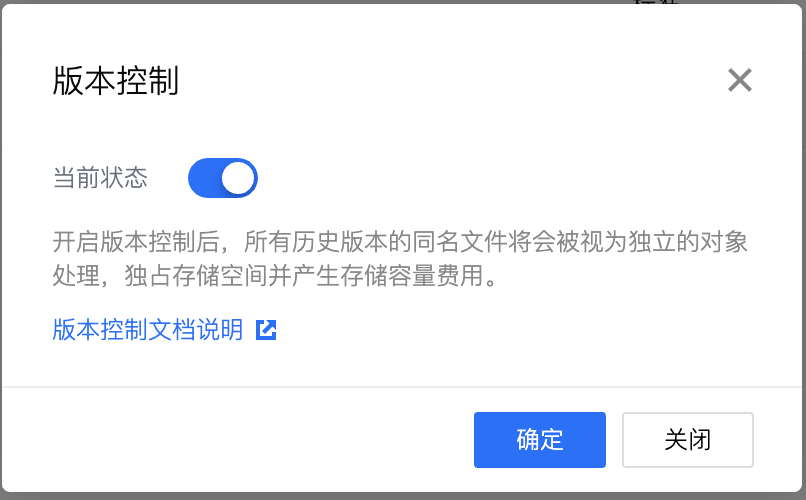 版本控制
当前状态
开启版本控制后，所有历史版本的同名文件将会被视为独立的对象
处理，独占存储空间并产生存储容量费用。
版本控制文档说明
确定
关闭